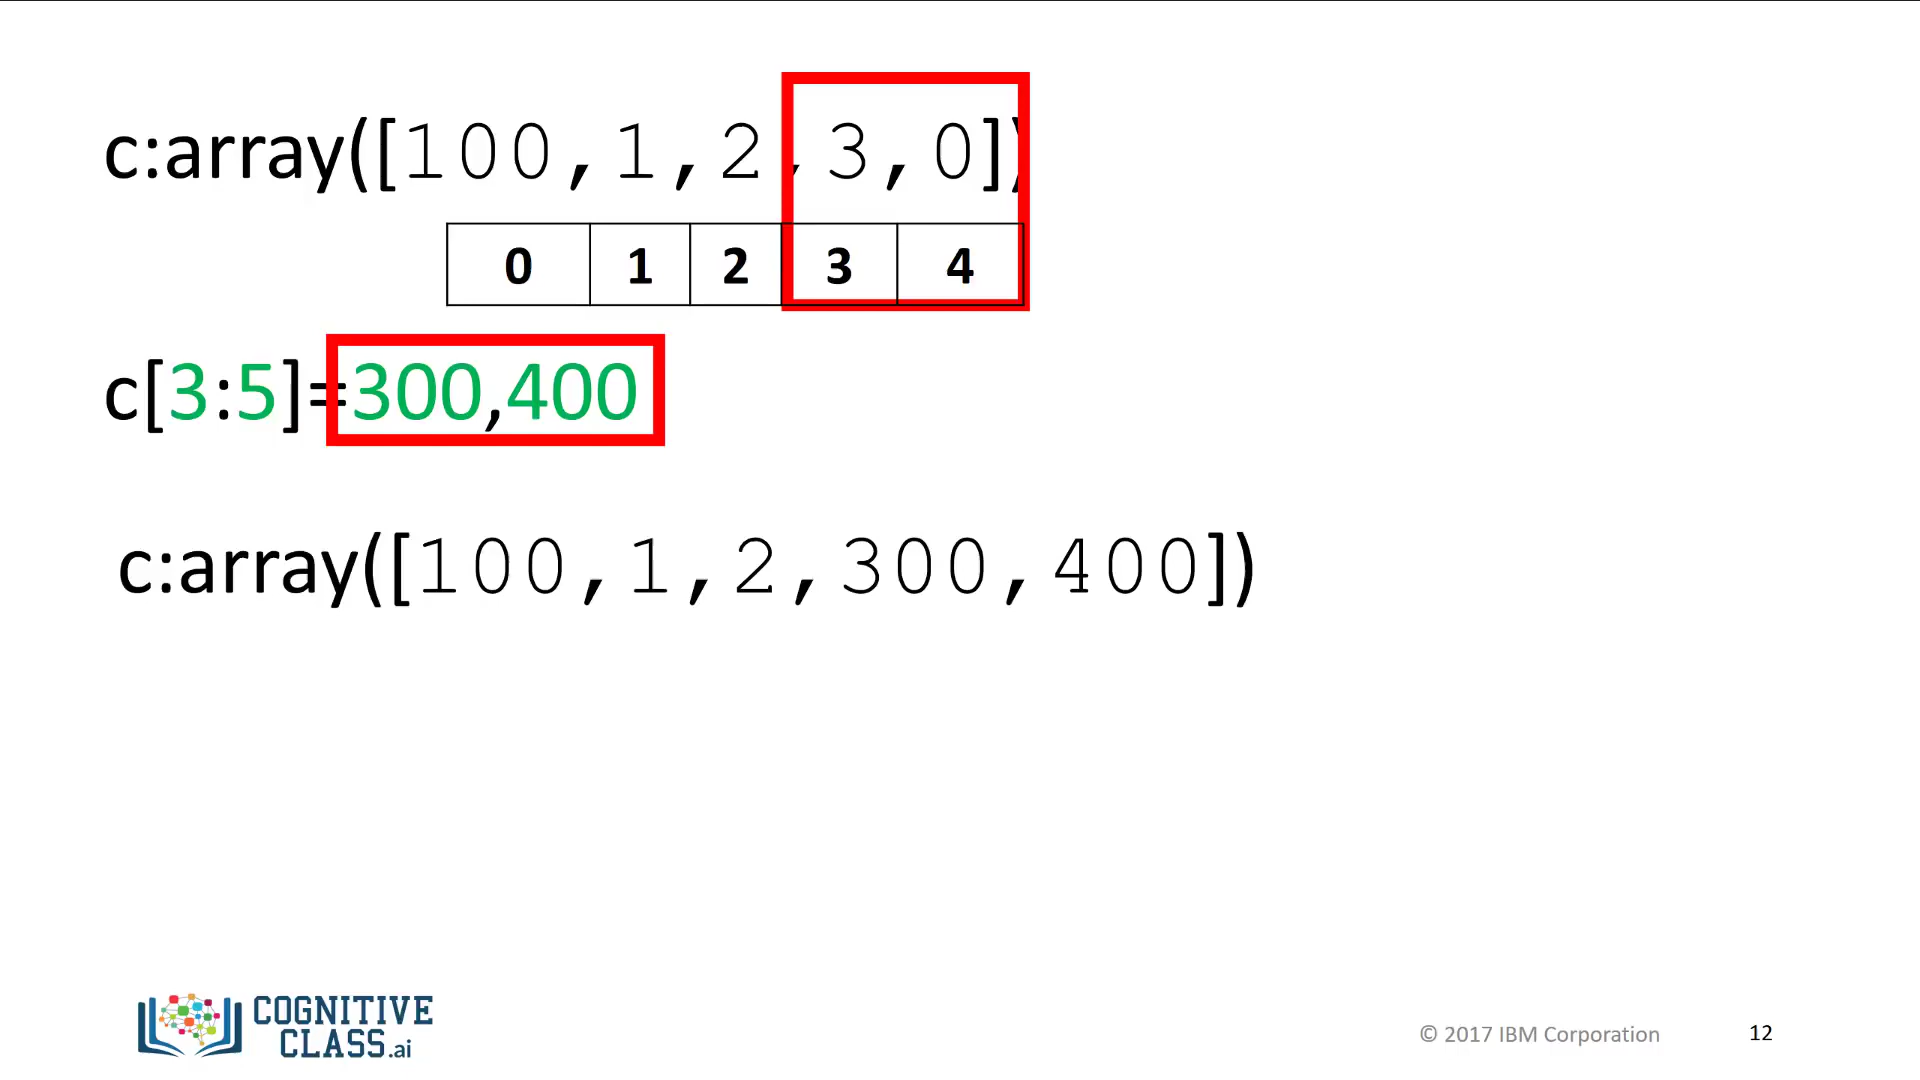 c:array([100,1,2,3,0])
0 1 2 3 4
c[3:5]=300,400
c:array([100,1,2,300,400])
COGNITIVE
CLASS.ai
© 2017 IBM Corporation 12